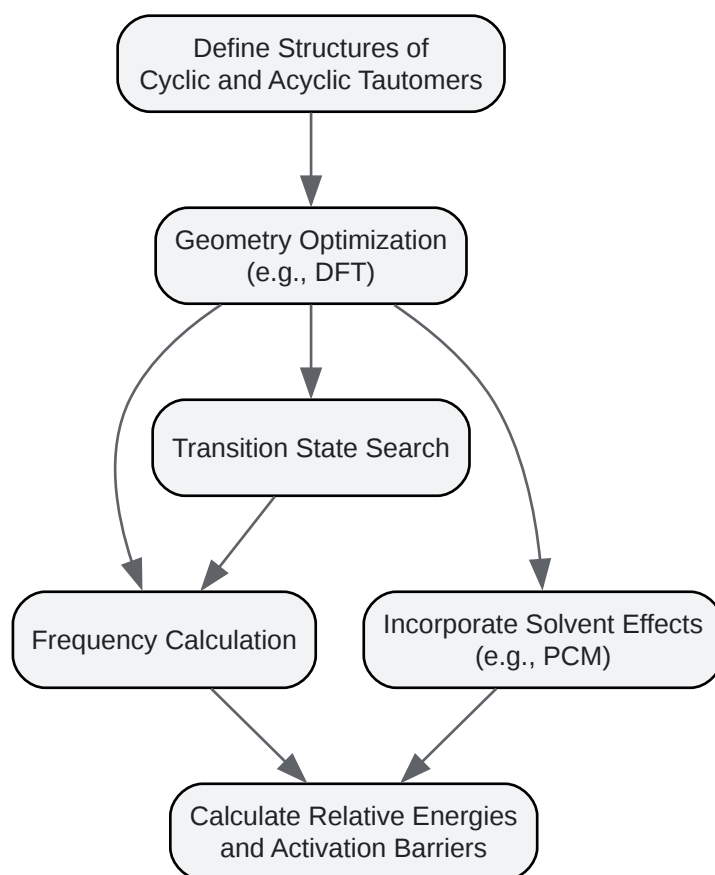 Define Structures of
Cyclic and Acyclic Tautomers
Geometry Optimization
(e.g., DFT)
Transition State Search
Frequency Calculation
Incorporate Solvent Effects
(e.g., PCM)
Calculate Relative Energies
and Activation Barriers